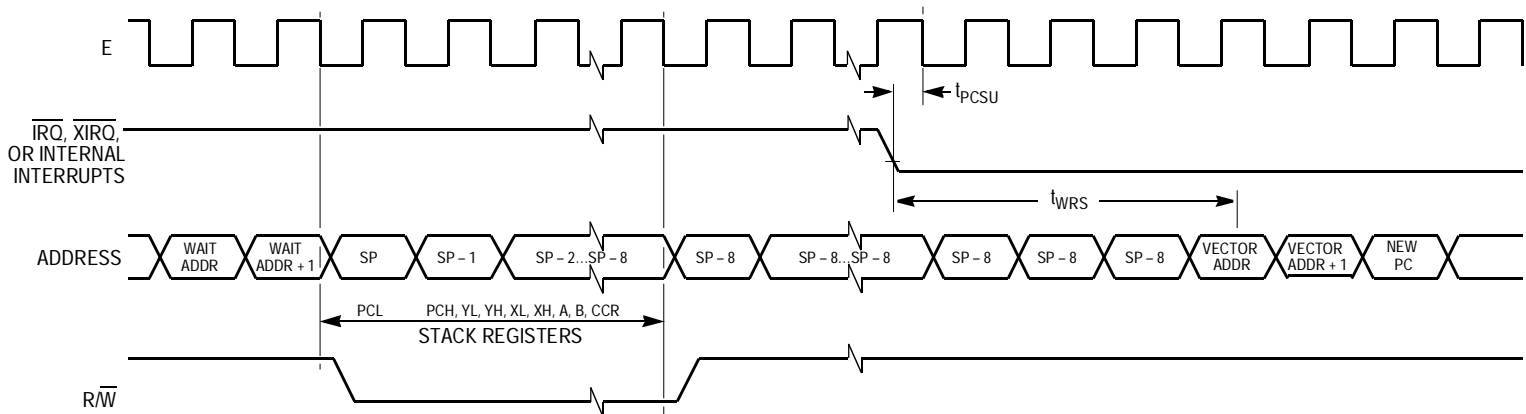 E
tPCSU
IRQ, XIRQ,
OR INTERNAL
INTERRUPTS
tWRS
ADDRESS
WAIT
ADDR
WAIT
ADDR + 1
SP
SP – 1
SP – 2...SP – 8
SP – 8
SP – 8...SP – 8
SP – 8
SP – 8
SP – 8
VECTOR
ADDR
VECTOR
ADDR + 1
NEW
PC
PCL
PCH, YL, YH, XL, XH, A, B, CCR
STACK REGISTERS
R/W